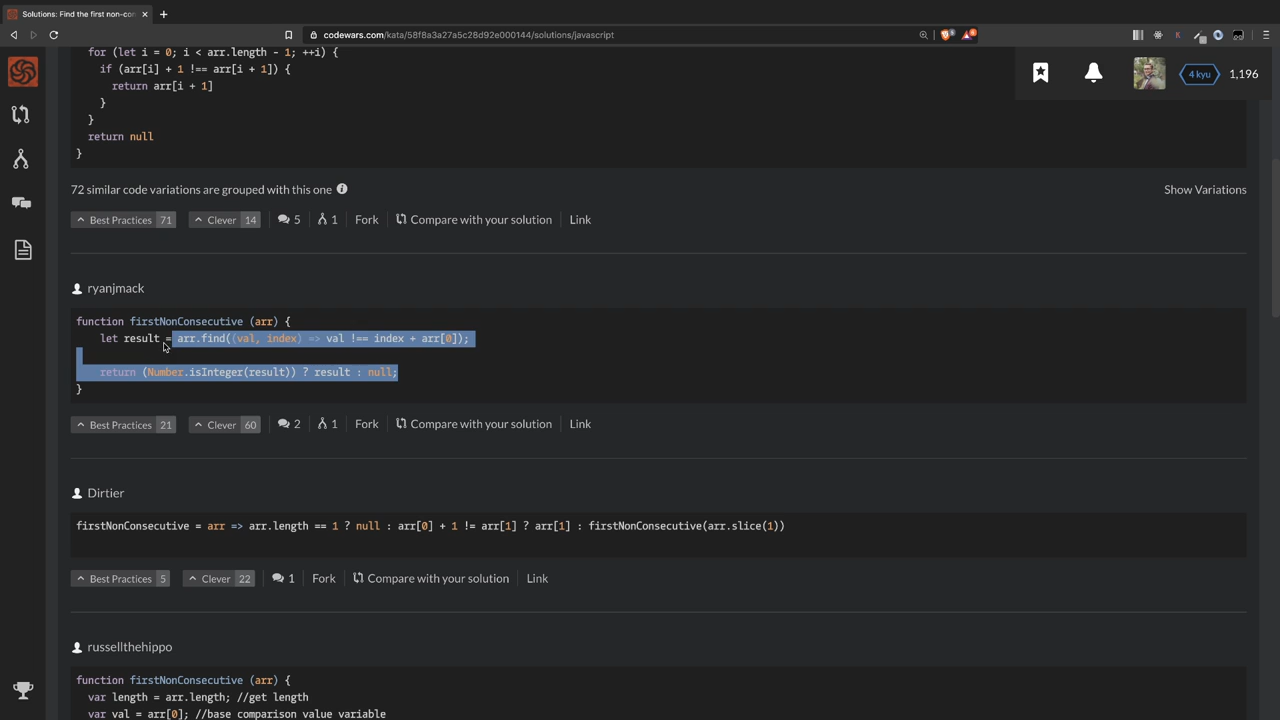 Solutions: Find the first non-con
codewars.com/kata/58f8a3a27a5c28d92e000144/solutions/javascript
4 kyu 1,196
for (let i = 0; i < arr.length - 1; ++i) {
if (arr[i] + 1 !== arr[i + 1]) {
return arr[i + 1]
}
}
return null
}
72 similar code variations are grouped with this one
Show Variations
Best Practices 71 Clever 14 5 1 Fork Compare with your solution Link
ryanjmack
function firstNonConsecutive (arr) {
let result = arr.find((val, index) => val !== index + arr[0]);
return (Number.isInteger(result)) ? result : null;
}
Best Practices 21 Clever 60 2 1 Fork Compare with your solution Link
Dirtier
firstNonConsecutive = arr => arr.length == 1 ? null : arr[0] + 1 != arr[1] ? arr[1] : firstNonConsecutive(arr.slice(1))
Best Practices 5 Clever 22 1 Fork Compare with your solution Link
russellthehippo
function firstNonConsecutive (arr) {
var length = arr.length; //get length
var val = arr[0]; //base comparison value variable